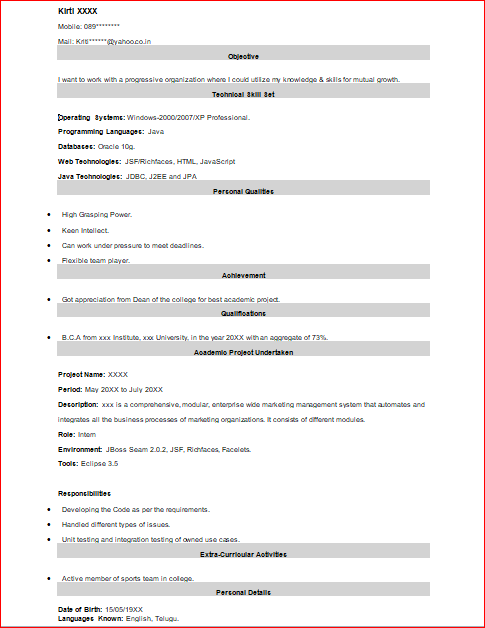 Kirti XXXX
Mobile: 089********
Mail: Kriti******@yahoo.co.in
Objective
I want to work with a progressive organization where I could utilize my knowledge & skills for mutual growth.
Technical Skill Set
Operating Systems: Windows-2000/2007/XP Professional.
Programming Languages: Java
Databases: Oracle 10g.
Web Technologies: JSF/Richfaces, HTML, JavaScript
Java Technologies: JDBC, J2EE and JPA
Personal Qualities
• High Grasping Power.
• Keen Intellect.
• Can work under pressure to meet deadlines.
• Flexible team player.
Achievement
• Got appreciation from Dean of the college for best academic project.
Qualifications
• B.C.A from xxx Institute, xxx University, in the year 20XX with an aggregate of 73%.
Academic Project Undertaken
Project Name: XXXX
Period: May 20XX to July 20XX
Description: xxx is a comprehensive, modular, enterprise wide marketing management system that automates and
integrates all the business processes of marketing organizations. It consists of different modules.
Role: Intern
Environment: JBoss Seam 2.0.2, JSF, Richfaces, Facelets.
Tools: Eclipse 3.5
Responsibilities
• Developing the Code as per the requirements.
• Handled different types of issues.
• Unit testing and integration testing of owned use cases.
Extra-Curricular Activities
• Active member of sports team in college.
Personal Details
Date of Birth: 15/05/19XX
Languages Known: English, Telugu.